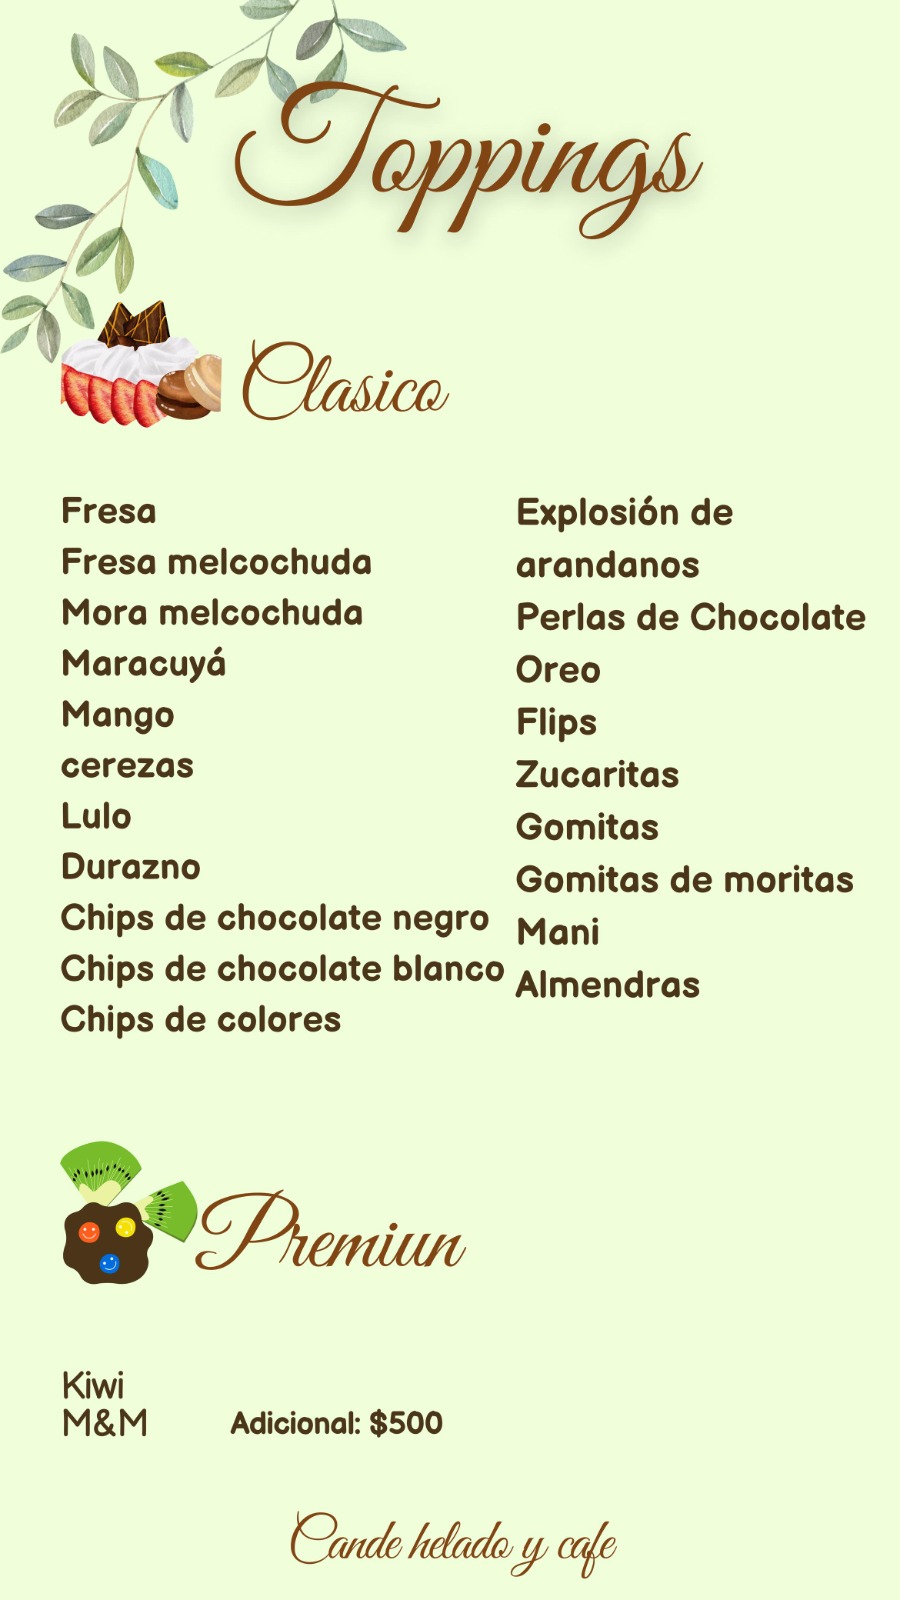 Toppings
Clasico
Fresa
Fresa melcochuda
Mora melcochuda
Maracuyá
Mango
cerezas
Lulo
Durazno
Chips de chocolate negro
Chips de chocolate blanco
Chips de colores
Explosión de
arandanos
Perlas de Chocolate
Oreo
Flips
Zucaritas
Gomitas
Gomitas de moritas
Mani
Almendras
Premiun
Kiwi
M&M
Adicional: $500
Cande helado y cafe